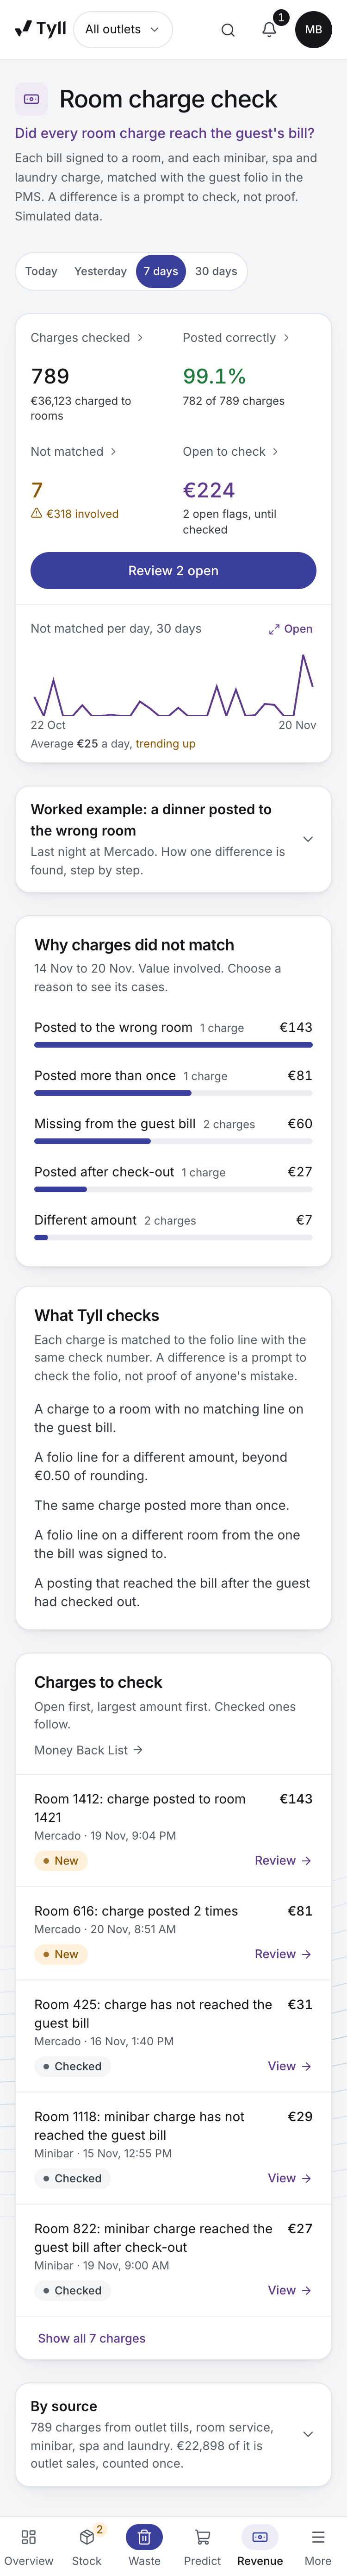 Tyll
All outlets
1
MB
Room charge check
Did every room charge reach the guest's bill?
Each bill signed to a room, and each minibar, spa and
laundry charge, matched with the guest folio in the
PMS. A difference is a prompt to check, not proof.
Simulated data.
Today Yesterday 7 days 30 days
Charges checked
Posted correctly
789
99.1%
€36,123 charged to
rooms
782 of 789 charges
Not matched
Open to check
7
€224
€318 involved
2 open flags, until
checked
Review 2 open
Not matched per day, 30 days
Open
22 Oct
20 Nov
Average €25 a day, trending up
Worked example: a dinner posted to
the wrong room
Last night at Mercado. How one difference is
found, step by step.
Why charges did not match
14 Nov to 20 Nov. Value involved. Choose a
reason to see its cases.
Posted to the wrong room 1 charge €143
Posted more than once 1 charge €81
Missing from the guest bill 2 charges €60
Posted after check-out 1 charge €27
Different amount 2 charges €7
What Tyll checks
Each charge is matched to the folio line with the
same check number. A difference is a prompt to
check the folio, not proof of anyone's mistake.
A charge to a room with no matching line on
the guest bill.
A folio line for a different amount, beyond
€0.50 of rounding.
The same charge posted more than once.
A folio line on a different room from the one
the bill was signed to.
A posting that reached the bill after the guest
had checked out.
Charges to check
Open first, largest amount first. Checked ones
follow.
Money Back List →
Room 1412: charge posted to room €143
1421
Mercado · 19 Nov, 9:04 PM
New
Review →
Room 616: charge posted 2 times €81
Mercado · 20 Nov, 8:51 AM
New
Review →
Room 425: charge has not reached the €31
guest bill
Mercado · 16 Nov, 1:40 PM
Checked
View →
Room 1118: minibar charge has not €29
reached the guest bill
Minibar · 15 Nov, 12:55 PM
Checked
View →
Room 822: minibar charge reached the €27
guest bill after check-out
Minibar · 19 Nov, 9:00 AM
Checked
View →
Show all 7 charges
By source
789 charges from outlet tills, room service,
minibar, spa and laundry. €22,898 of it is
outlet sales, counted once.
2
Overview Stock Waste Predict Revenue More